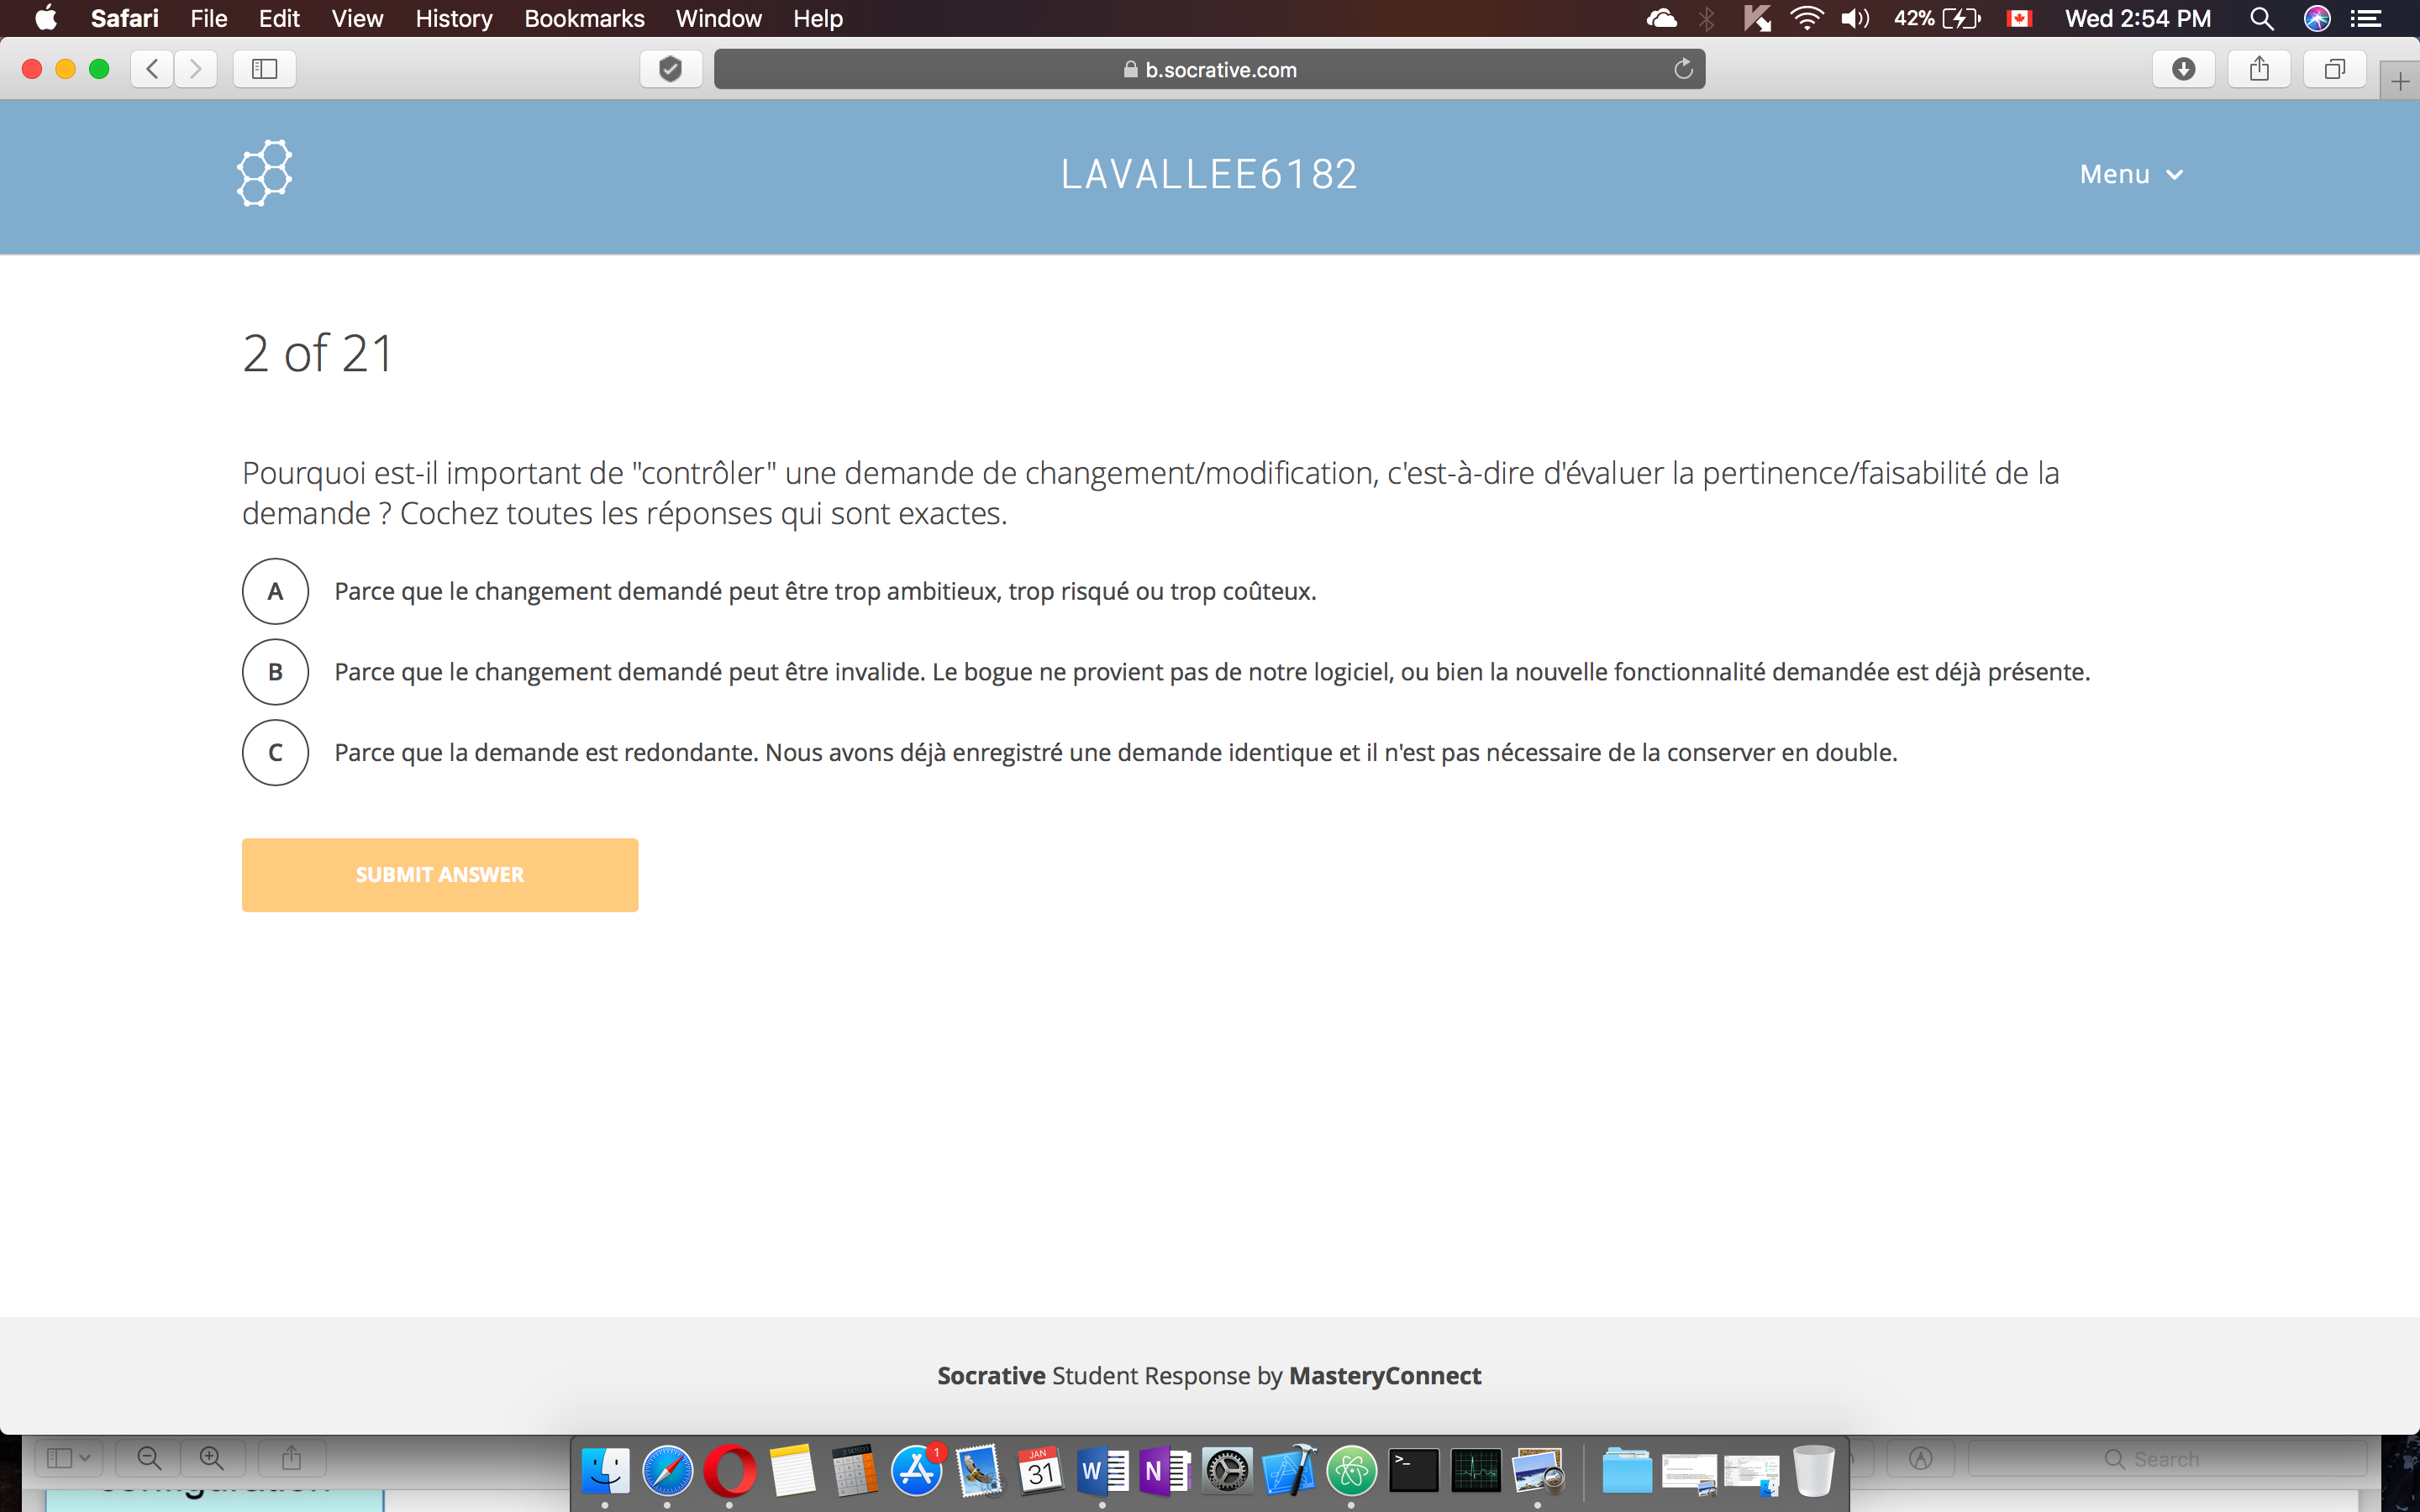 Safari File Edit View History Bookmarks Window Help 42% Wed 2:54 PM
b.socrative.com
LAVALLEE6182
Menu
2 of 21
Pourquoi est-il important de "contrôler" une demande de changement/modification, c'est-à-dire d'évaluer la pertinence/faisabilité de la
demande ? Cochez toutes les réponses qui sont exactes.
A Parce que le changement demandé peut être trop ambitieux, trop risqué ou trop coûteux.
B Parce que le changement demandé peut être invalide. Le bogue ne provient pas de notre logiciel, ou bien la nouvelle fonctionnalité demandée est déjà présente.
C Parce que la demande est redondante. Nous avons déjà enregistré une demande identique et il n'est pas nécessaire de la conserver en double.
SUBMIT ANSWER
Socrative Student Response by MasteryConnect
1
JAN
31
W
N
Search